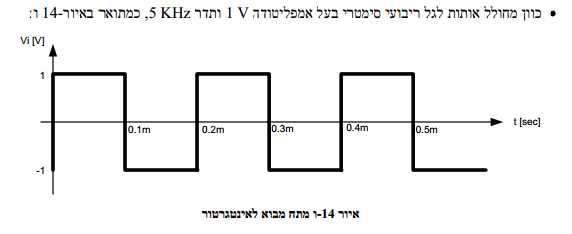 • כוון מחולל אותות לגל ריבועי סימטרי בעל אמפליטודה 1 V ותדר 5 KHz, כמתואר באיור-14 ו:
Vi [V]
1
0.1m 0.2m 0.3m 0.4m 0.5m t [sec]
-1
איור 14-ו מתח מבוא לאינטגרטור